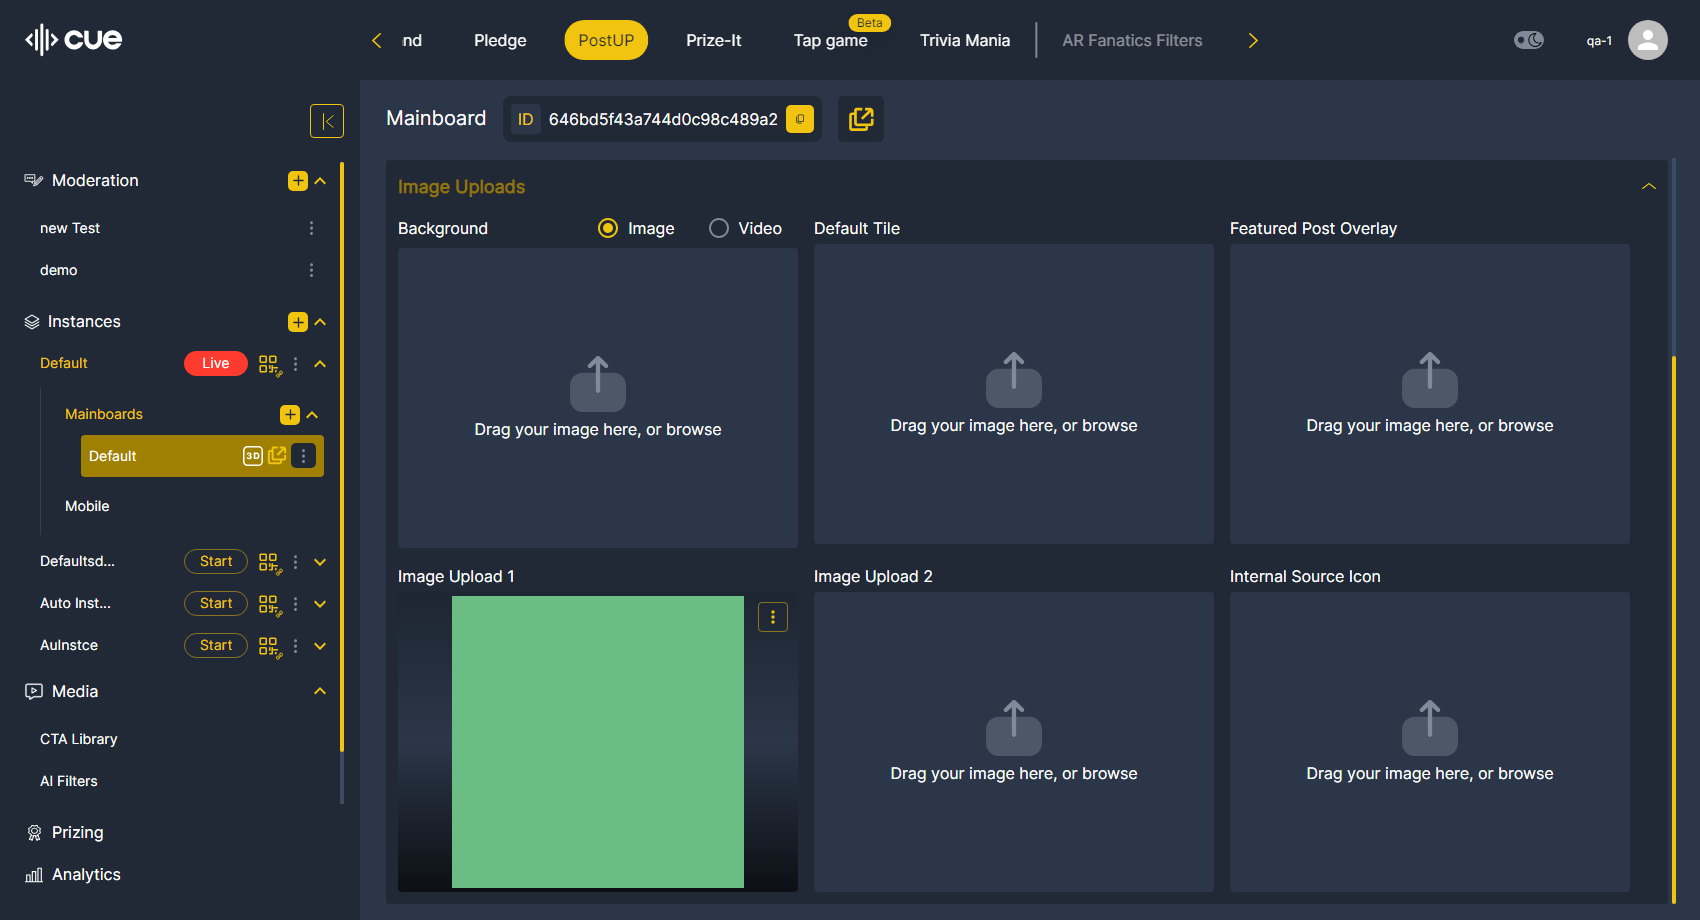 cue
nd
Pledge
PostUP
Prize-It
Beta
Tap game
Trivia Mania
AR Fanatics Filters
qa-1
Mainboard
ID
646bd5f43a744d0c98c489a2
Moderation
new Test
demo
Instances
Default
Live
Mainboards
Default
3D
Mobile
Defaultsd...
Start
Auto Inst...
Start
AuInstce
Start
Media
CTA Library
AI Filters
Prizing
Analytics
Image Uploads
Background
Image
Video
Default Tile
Featured Post Overlay
Drag your image here, or browse
Drag your image here, or browse
Drag your image here, or browse
Image Upload 1
Image Upload 2
Internal Source Icon
Drag your image here, or browse
Drag your image here, or browse